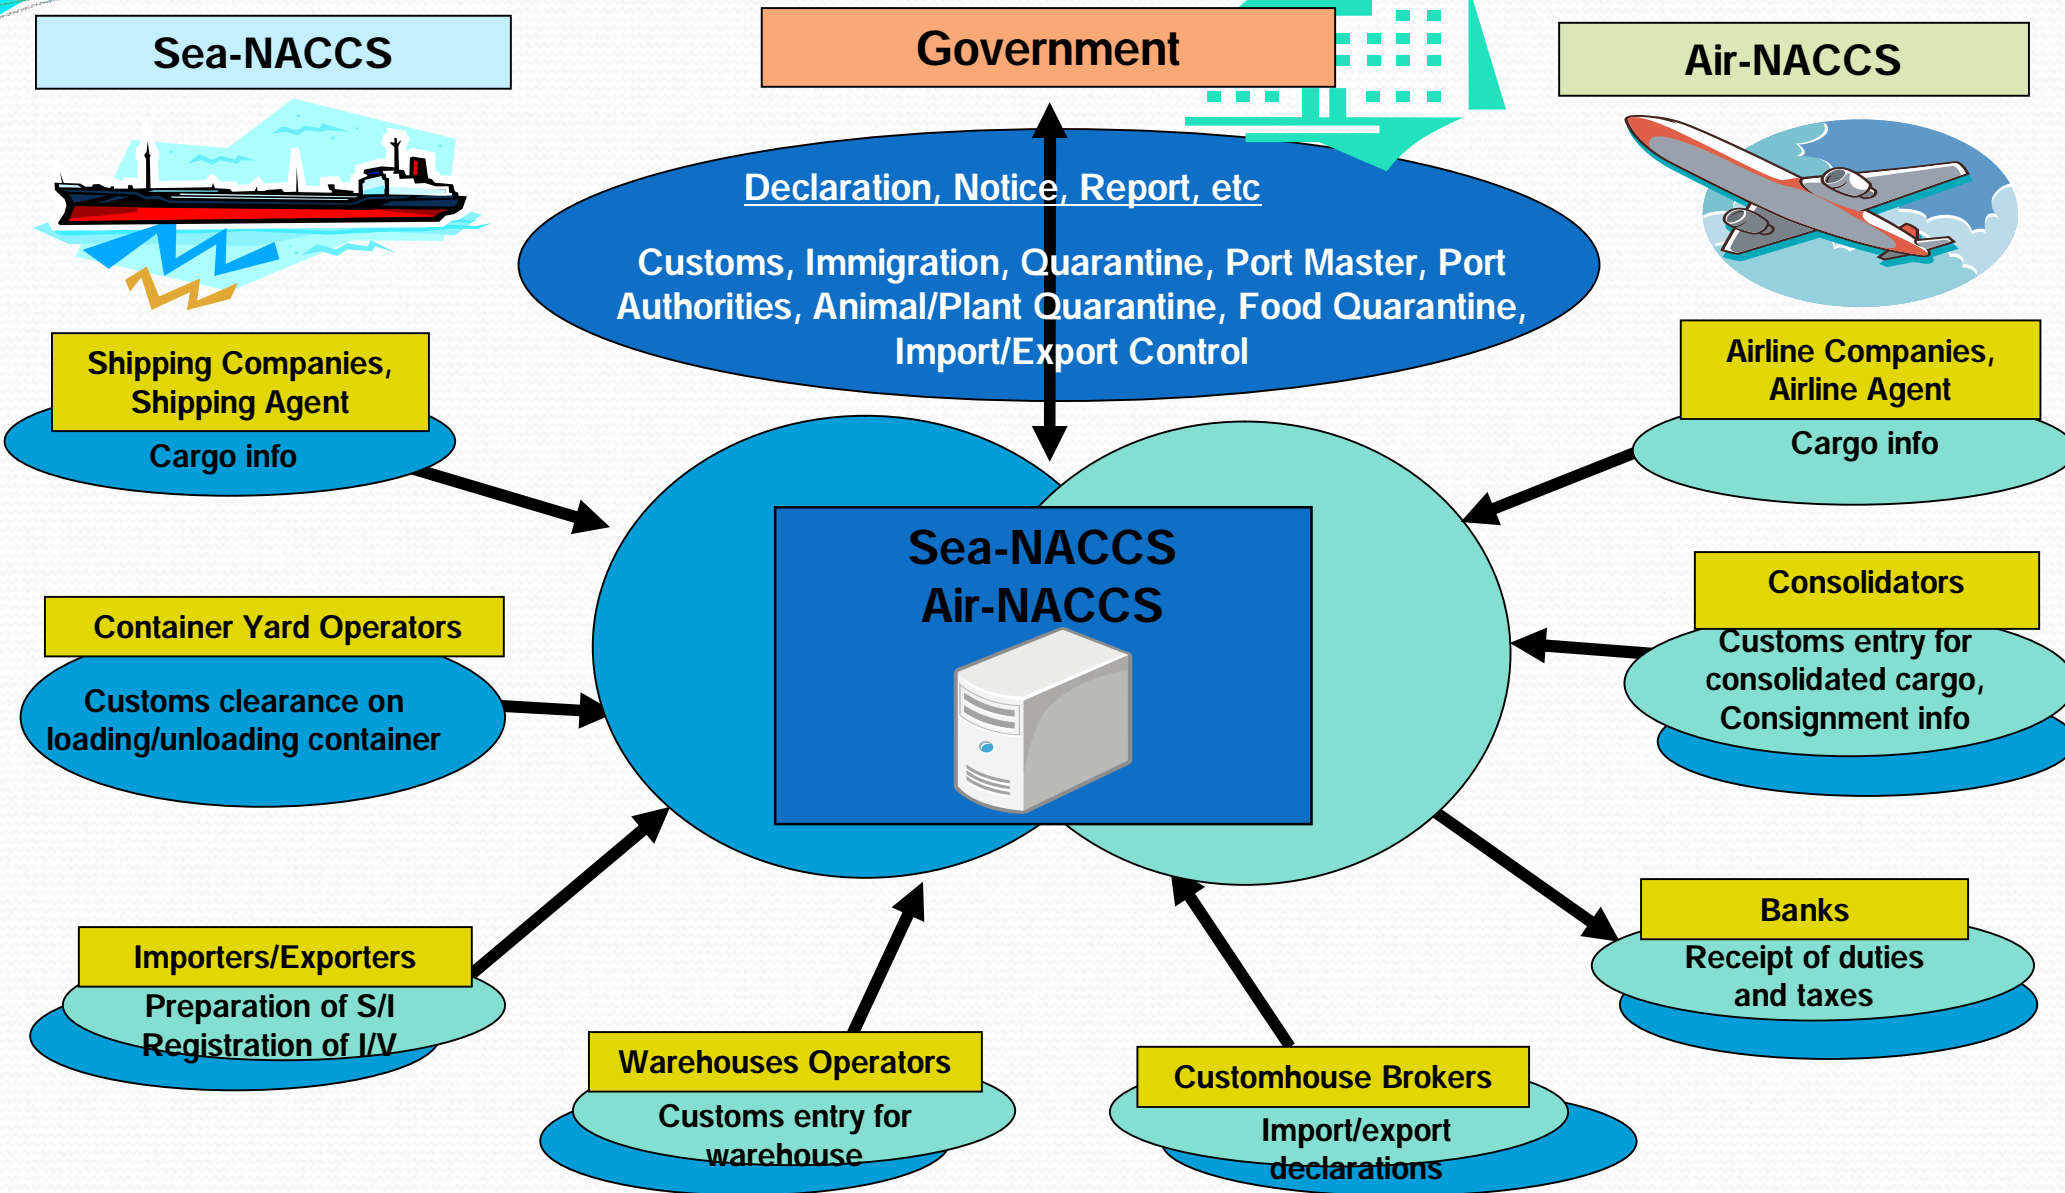 Sea-NACCS
Government
Air-NACCS
Declaration, Notice, Report, etc
Customs, Immigration, Quarantine, Port Master, Port
Authorities, Animal/Plant Quarantine, Food Quarantine,
Import/Export Control
Shipping Companies,
Shipping Agent
Cargo info
Airline Companies,
Airline Agent
Cargo info
Sea-NACCS
Air-NACCS
Container Yard Operators
Customs clearance on
loading/unloading container
Consolidators
Customs entry for
consolidated cargo,
Consignment info
Importers/Exporters
Preparation of S/I
Registration of I/V
Warehouses Operators
Customs entry for
warehouse
Customhouse Brokers
Import/export
declarations
Banks
Receipt of duties
and taxes